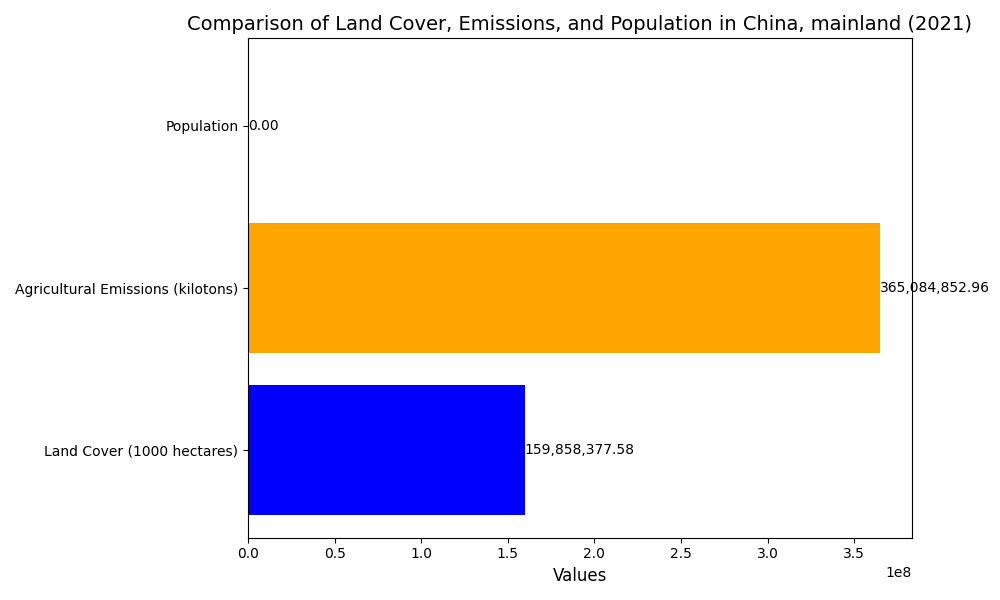 Comparison of Land Cover, Emissions, and Population in China, mainland (2021)
Population
0.00
Agricultural Emissions (kilotons)
365,084,852.96
Land Cover (1000 hectares)
159,858,377.58
0.0 0.5 1.0 1.5 2.0 2.5 3.0 3.5
1e8
Values